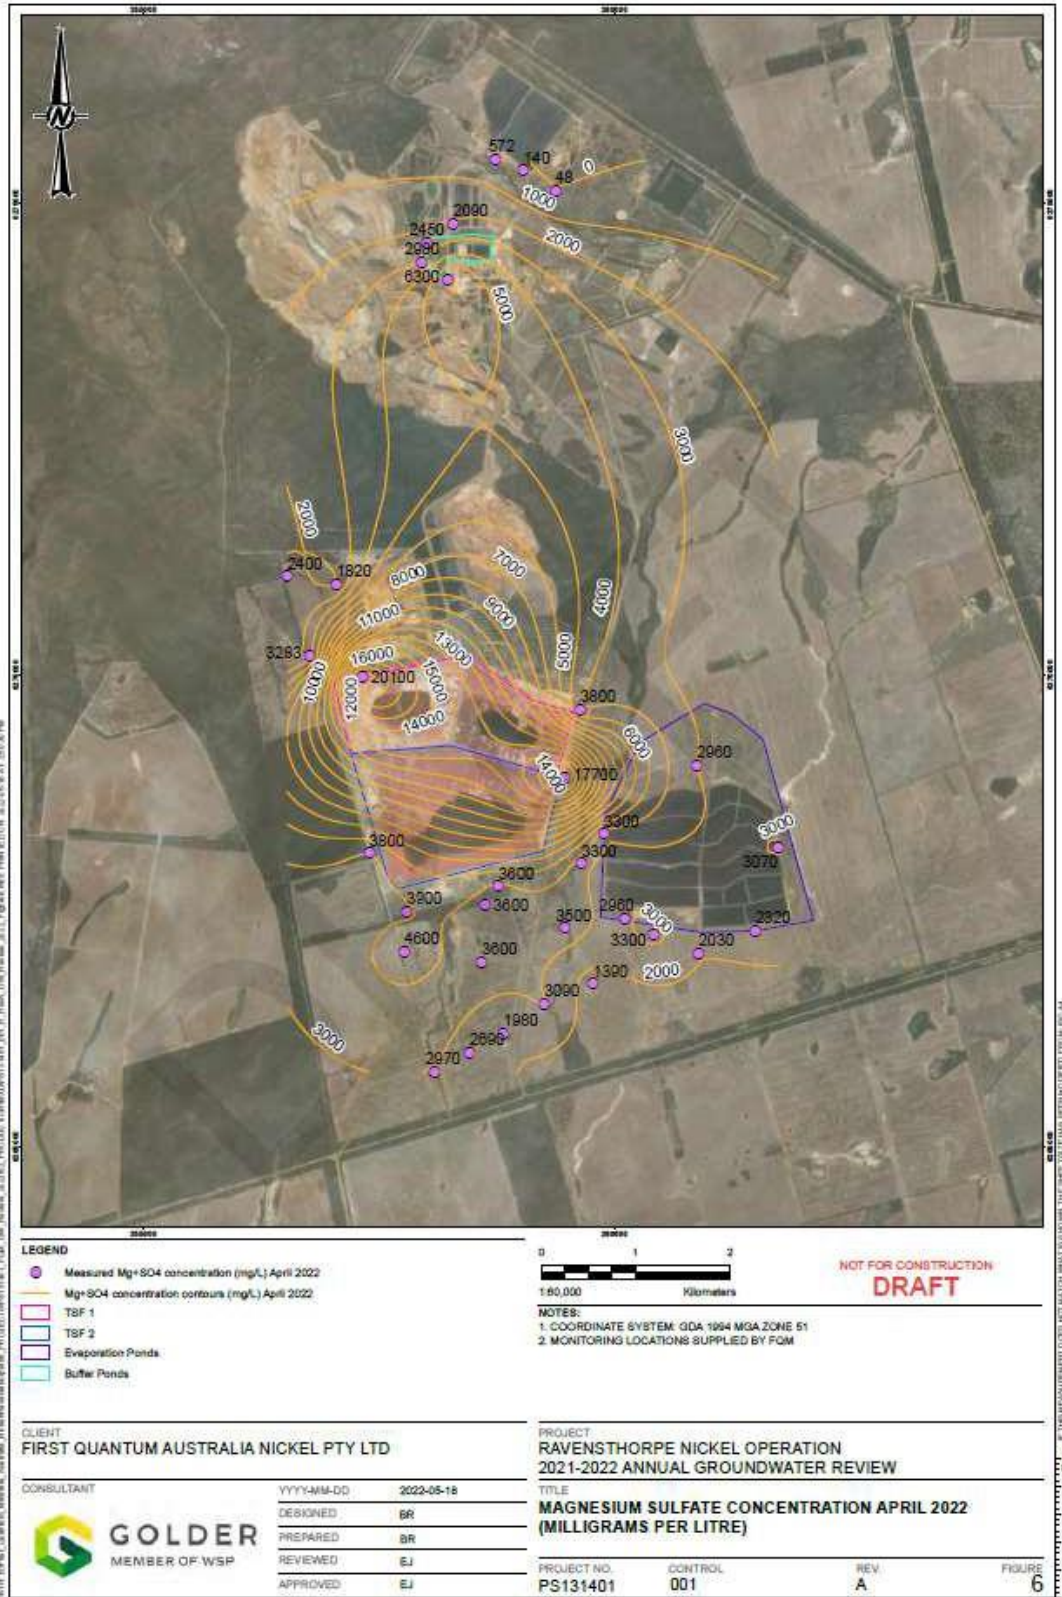 N
572
140
48
0
1000
2090
2450
2000
2980
6300
5000
3000
2000
2400
1820
8000
7000
4000
11000
9000
3283
16000
13000
5000
10000
20100
15000
12000
14000
3800
6000
2960
14000
17700
3300
3000
3070
3800
3300
3600
3900
3600
2960
3000
2820
3500
3300
4600
3600
2030
1390
2000
3090
1980
3000
2690
2970
LEGEND
Measured Mg+SO4 concentration (mg/L) April 2022
Mg+SO4 concentration contours (mg/L) April 2022
TSF 1
TSF 2
Evaporation Ponds
Buffer Ponds
0 1 2
1:60,000 Kilometers
NOTES:
1. COORDINATE SYSTEM: GDA 1994 MGA ZONE 51
2. MONITORING LOCATIONS SUPPLIED BY FQM
NOT FOR CONSTRUCTION
DRAFT
CLIENT
FIRST QUANTUM AUSTRALIA NICKEL PTY LTD
PROJECT
RAVENSTHORPE NICKEL OPERATION
2021-2022 ANNUAL GROUNDWATER REVIEW
CONSULTANT
GOLDER
MEMBER OF WSP
YYYY-MM-DD 2022-05-18
DESIGNED BR
PREPARED BR
REVIEWED EJ
APPROVED EJ
TITLE
MAGNESIUM SULFATE CONCENTRATION APRIL 2022
(MILLIGRAMS PER LITRE)
PROJECT NO. CONTROL REV. FIGURE
PS131401 001 A 6